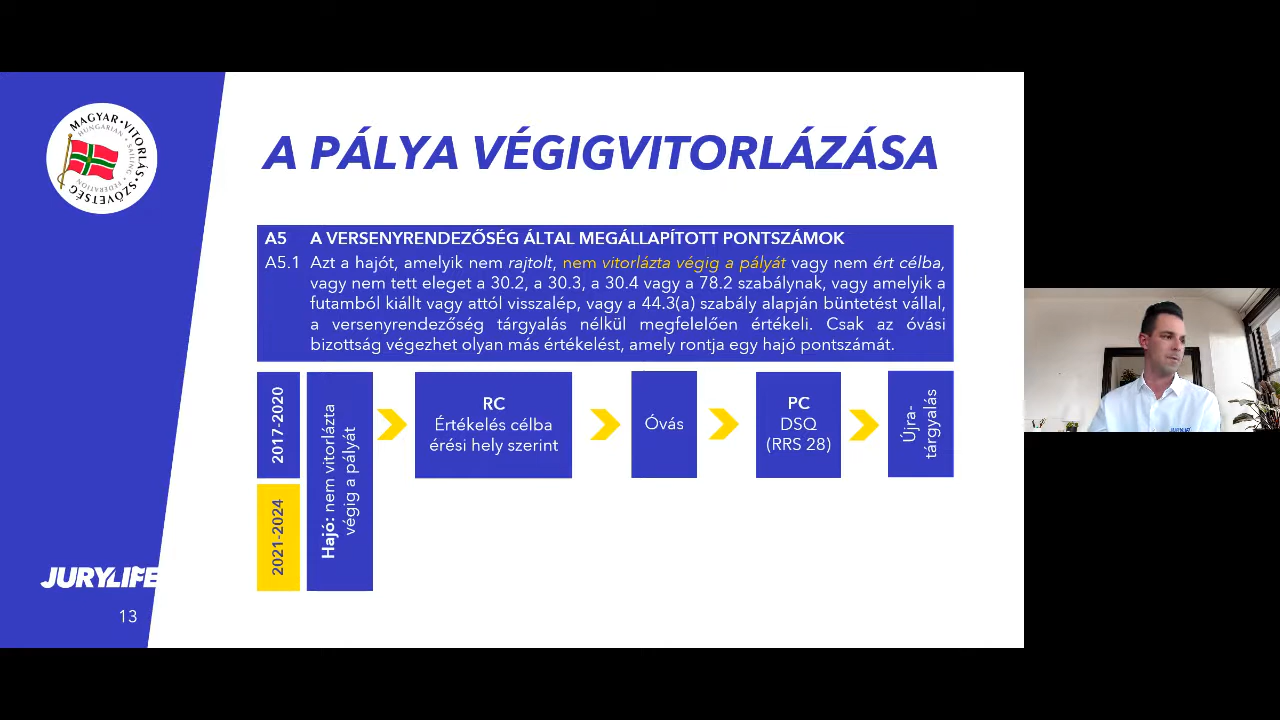 MAGYAR • VITORLÁS • SZÖVETSÉG
HUNGARIAN • SAILING • FEDERATION
A PÁLYA VÉGIGVITORLÁZÁSA
A5 A VERSENYRENDEZŐSÉG ÁLTAL MEGÁLLAPÍTOTT PONTSZÁMOK
A5.1 Azt a hajót, amelyik nem rajtolt, nem vitorlázta végig a pályát vagy nem ért célba,
vagy nem tett eleget a 30.2, a 30.3, a 30.4 vagy a 78.2 szabálynak, vagy amelyik a
futamból kiállt vagy attól visszalép, vagy a 44.3(a) szabály alapján büntetést vállal,
a versenyrendezőség tárgyalás nélkül megfelelően értékeli. Csak az óvási
bizottság végezhet olyan más értékelést, amely rontja egy hajó pontszámát.
2017-2020
2021-2024
Hajó: nem vitorlázta
végig a pályát
RC
Értékelés célba
érési hely szerint
Óvás
PC
DSQ
(RRS 28)
Újra-
tárgyalás
JURYLIFE
13